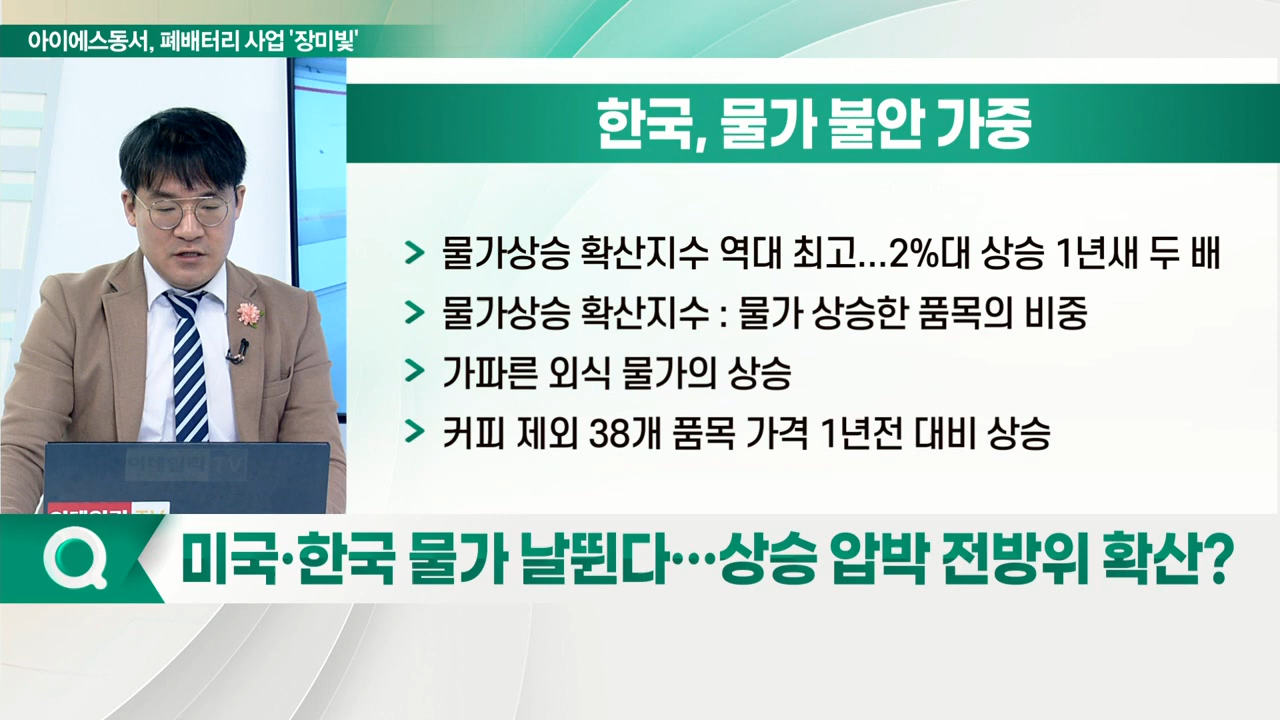 아이에스동서, 폐배터리 사업 '장미빛'
한국, 물가 불안 가중
> 물가상승 확산지수 역대 최고...2%대 상승 1년새 두 배
> 물가상승 확산지수 : 물가 상승한 품목의 비중
> 가파른 외식 물가의 상승
> 커피 제외 38개 품목 가격 1년전 대비 상승
이데일리 TV
미국·한국 물가 날뛴다…상승 압박 전방위 확산?